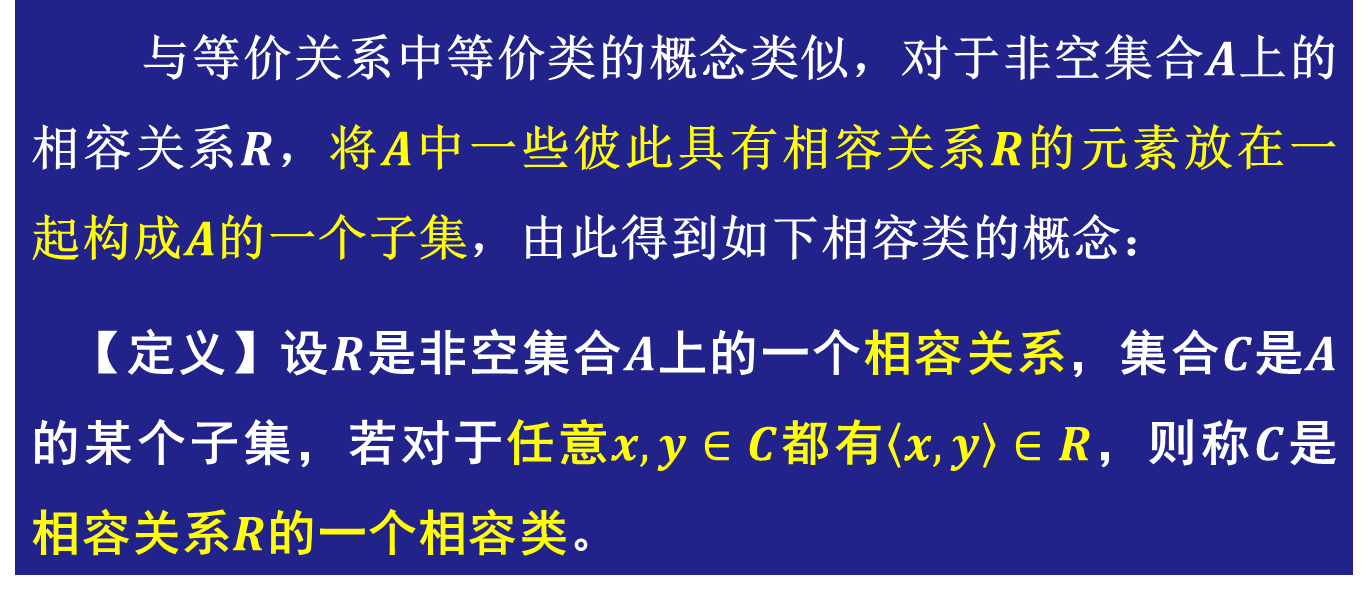 与等价关系中等价类的概念类似，对于非空集合A上的
相容关系R，将A中一些彼此具有相容关系R的元素放在一
起构成A的一个子集，由此得到如下相容类的概念：
【定义】设R是非空集合A上的一个相容关系，集合C是A
的某个子集，若对于任意x, y ∈ C都有⟨x, y⟩ ∈ R，则称C是
相容关系R的一个相容类。